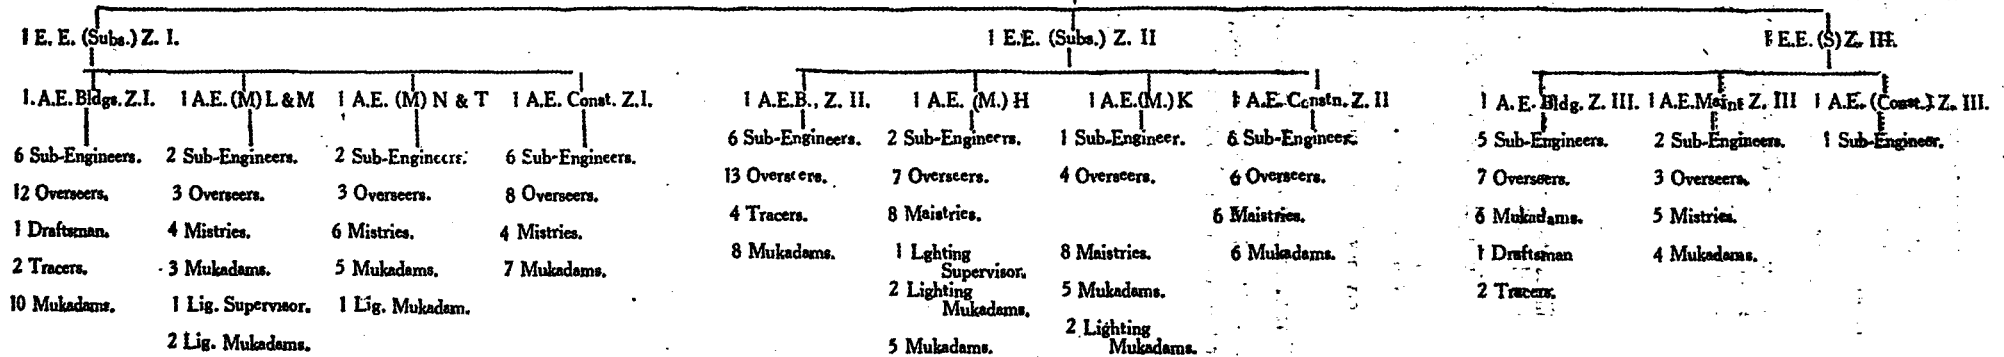 1 E. E. (Subs.) Z. I.
1 A.E. Bldgs. Z.I.
6 Sub-Engineers.
12 Overseers.
1 Draftsman.
2 Tracers.
10 Mukadams.
1 A.E. (M) L & M
2 Sub-Engineers.
3 Overseers.
4 Mistries.
3 Mukadams.
1 Lig. Supervisor.
2 Lig. Mukadams.
1 A.E. (M) N & T
2 Sub-Engineers.
3 Overseers.
6 Mistries.
5 Mukadams.
1 Lig. Mukadam.
1 A.E. Const. Z.I.
6 Sub-Engineers.
8 Overseers.
4 Mistries.
7 Mukadams.
1 E.E. (Subs.) Z. II
1 A.E.B., Z. II.
6 Sub-Engineers.
13 Overseers.
4 Tracers.
8 Mukadams.
1 A.E. (M.) H
2 Sub-Engineers.
7 Overseers.
8 Maistries.
1 Lghting
Supervisor.
2 Lighting
Mukadams.
5 Mukadams.
1 A.E.(M.) K
1 Sub-Engineer.
4 Overseers.
8 Maistries.
5 Mukadams.
2 Lighting
Mukadams.
1 A.E. Constn. Z. II
6 Sub-Engineer.
6 Overseers.
6 Maistries.
6 Mukadams.
1 E.E. (S) Z. III.
1 A.E. Bldg. Z. III.
5 Sub-Engineers.
7 Overseers.
6 Mukadams.
1 Draftsman
2 Tracers.
1 A.E. Maint Z. III
2 Sub-Engineers.
3 Overseers.
5 Mistries.
4 Mukadams.
1 A.E. (Const.) Z. III.
1 Sub-Engineer.